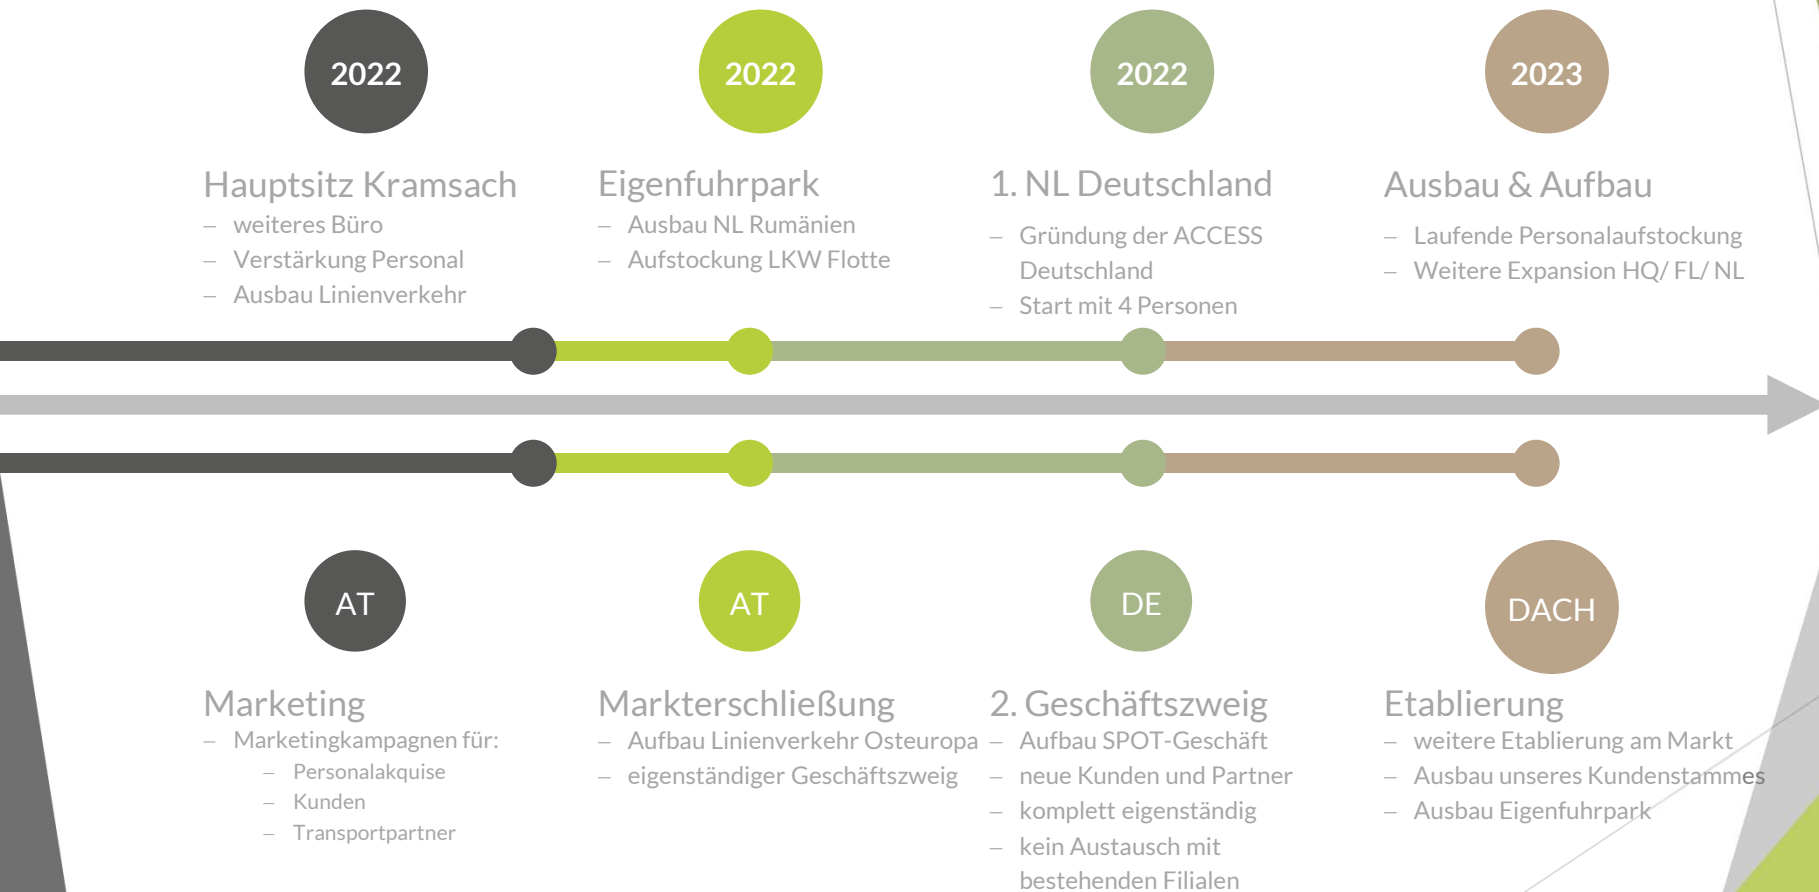 2022
2022
2022
2023
Hauptsitz Kramsach
– weiteres Büro
– Verstärkung Personal
– Ausbau Linienverkehr
Eigenfuhrpark
– Ausbau NL Rumänien
– Aufstockung LKW Flotte
1. NL Deutschland
– Gründung der ACCESS
Deutschland
– Start mit 4 Personen
Ausbau & Aufbau
– Laufende Personalaufstockung
– Weitere Expansion HQ/ FL/ NL
AT
AT
DE
DACH
Marketing
– Marketingkampagnen für:
– Personalakquise
– Kunden
– Transportpartner
Markterschließung
– Aufbau Linienverkehr Osteuropa
– eigenständiger Geschäftszweig
2. Geschäftszweig
– Aufbau SPOT-Geschäft
– neue Kunden und Partner
– komplett eigenständig
– kein Austausch mit
bestehenden Filialen
Etablierung
– weitere Etablierung am Markt
– Ausbau unseres Kundenstammes
– Ausbau Eigenfuhrpark